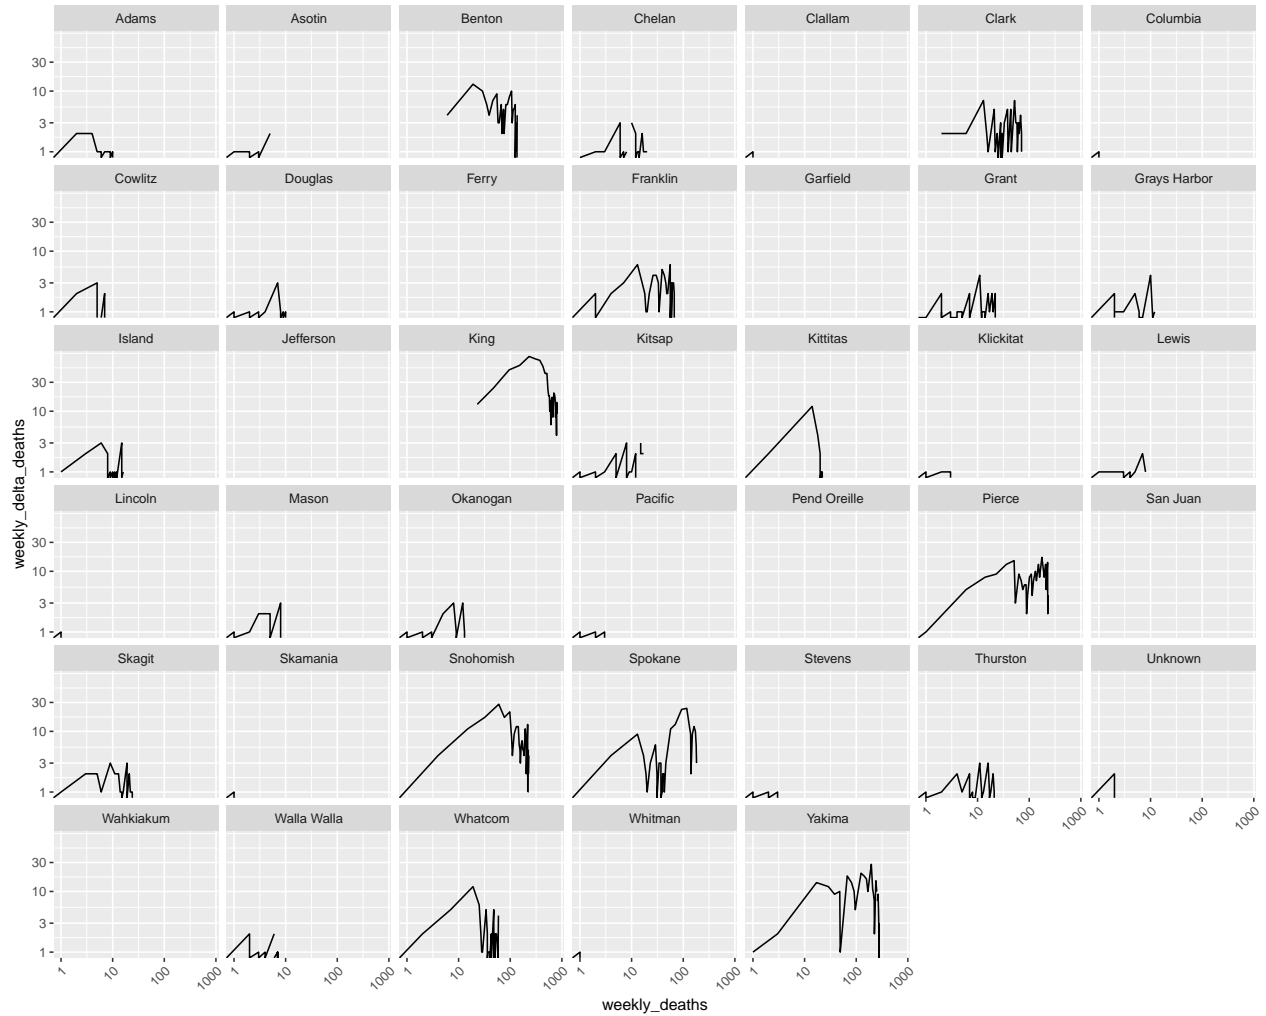 Adams Asotin Benton Chelan Clallam Clark Columbia
30
10
3
1
Cowlitz Douglas Ferry Franklin Garfield Grant Grays Harbor
30
10
3
1
Island Jefferson King Kitsap Kittitas Klickitat Lewis
30
10
3
1
weekly_delta_deaths
Lincoln Mason Okanogan Pacific Pend Oreille Pierce San Juan
30
10
3
1
Skagit Skamania Snohomish Spokane Stevens Thurston Unknown
30
10
3
1
1 10 100 1000 1 10 100 1000
Wahkiakum Walla Walla Whatcom Whitman Yakima
30
10
3
1
1 10 100 1000 1 10 100 1000 1 10 100 1000 1 10 100 1000 1 10 100 1000
weekly_deaths